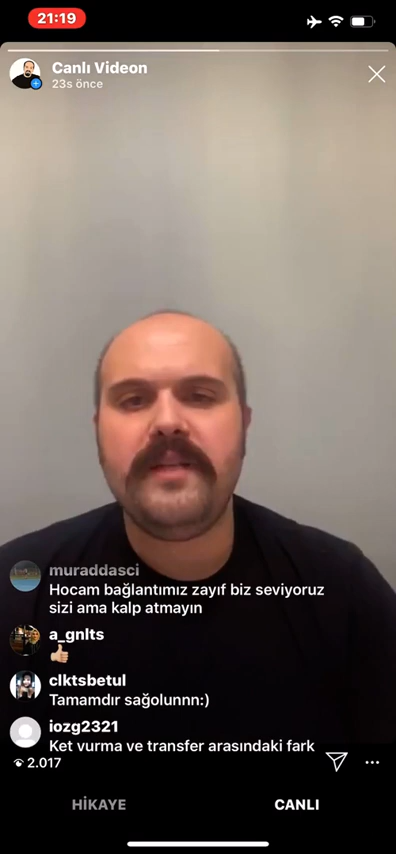 21:19
Canlı Videon
23s önce
muraddasci
Hocam bağlantımız zayıf biz seviyoruz
sizi ama kalp atmayın
a_gnlts
clktsbetul
Tamamdır sağolunnn:)
iozg2321
Ket vurma ve transfer arasındaki fark
2.017
HİKAYE
CANLI